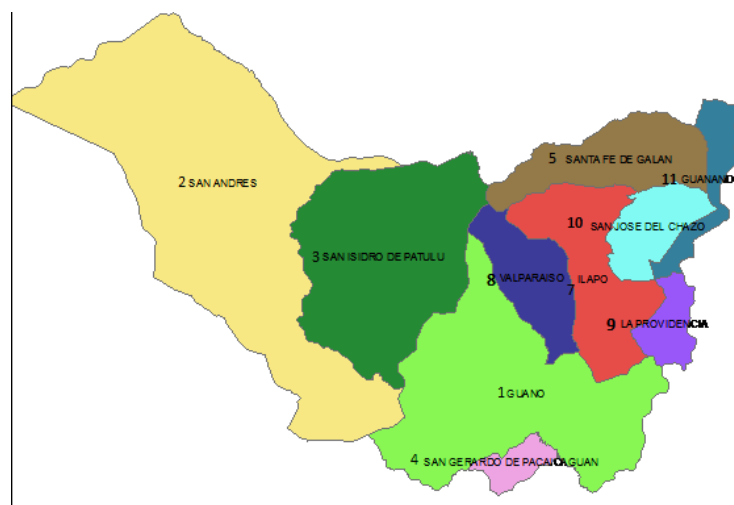 5 SANTA FE DE GALAN
2 SAN ANDRES
11 GUANANDO
10 SAN JOSE DEL CHAZO
3 SAN ISIDRO DE PATULU
8 VALPARAISO
7 ILAPO
9 LA PROVIDENCIA
1 GUANO
4 SAN GERARDO DE PACAICAGUAN